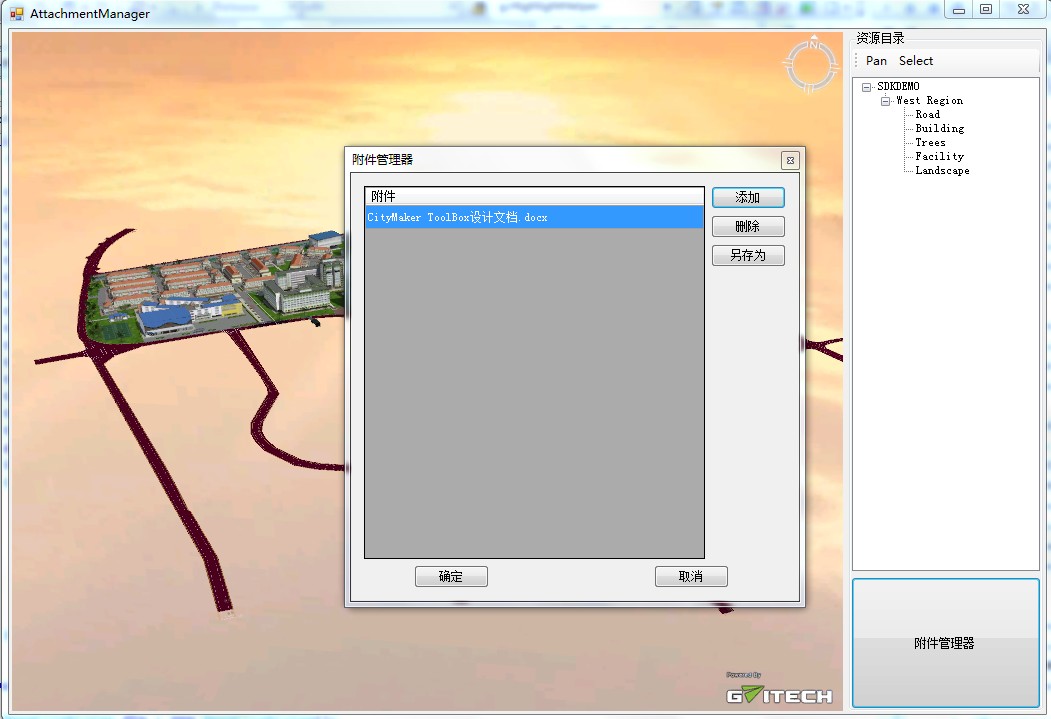 AttachmentManager
N
资源目录
Pan Select
SDKDEMO
West Region
Road
Building
Trees
Facility
Landscape
附件管理器
附件
CityMaker ToolBox设计文档.docx
添加
删除
另存为
确定
取消
附件管理器
Powered By
GVITECH